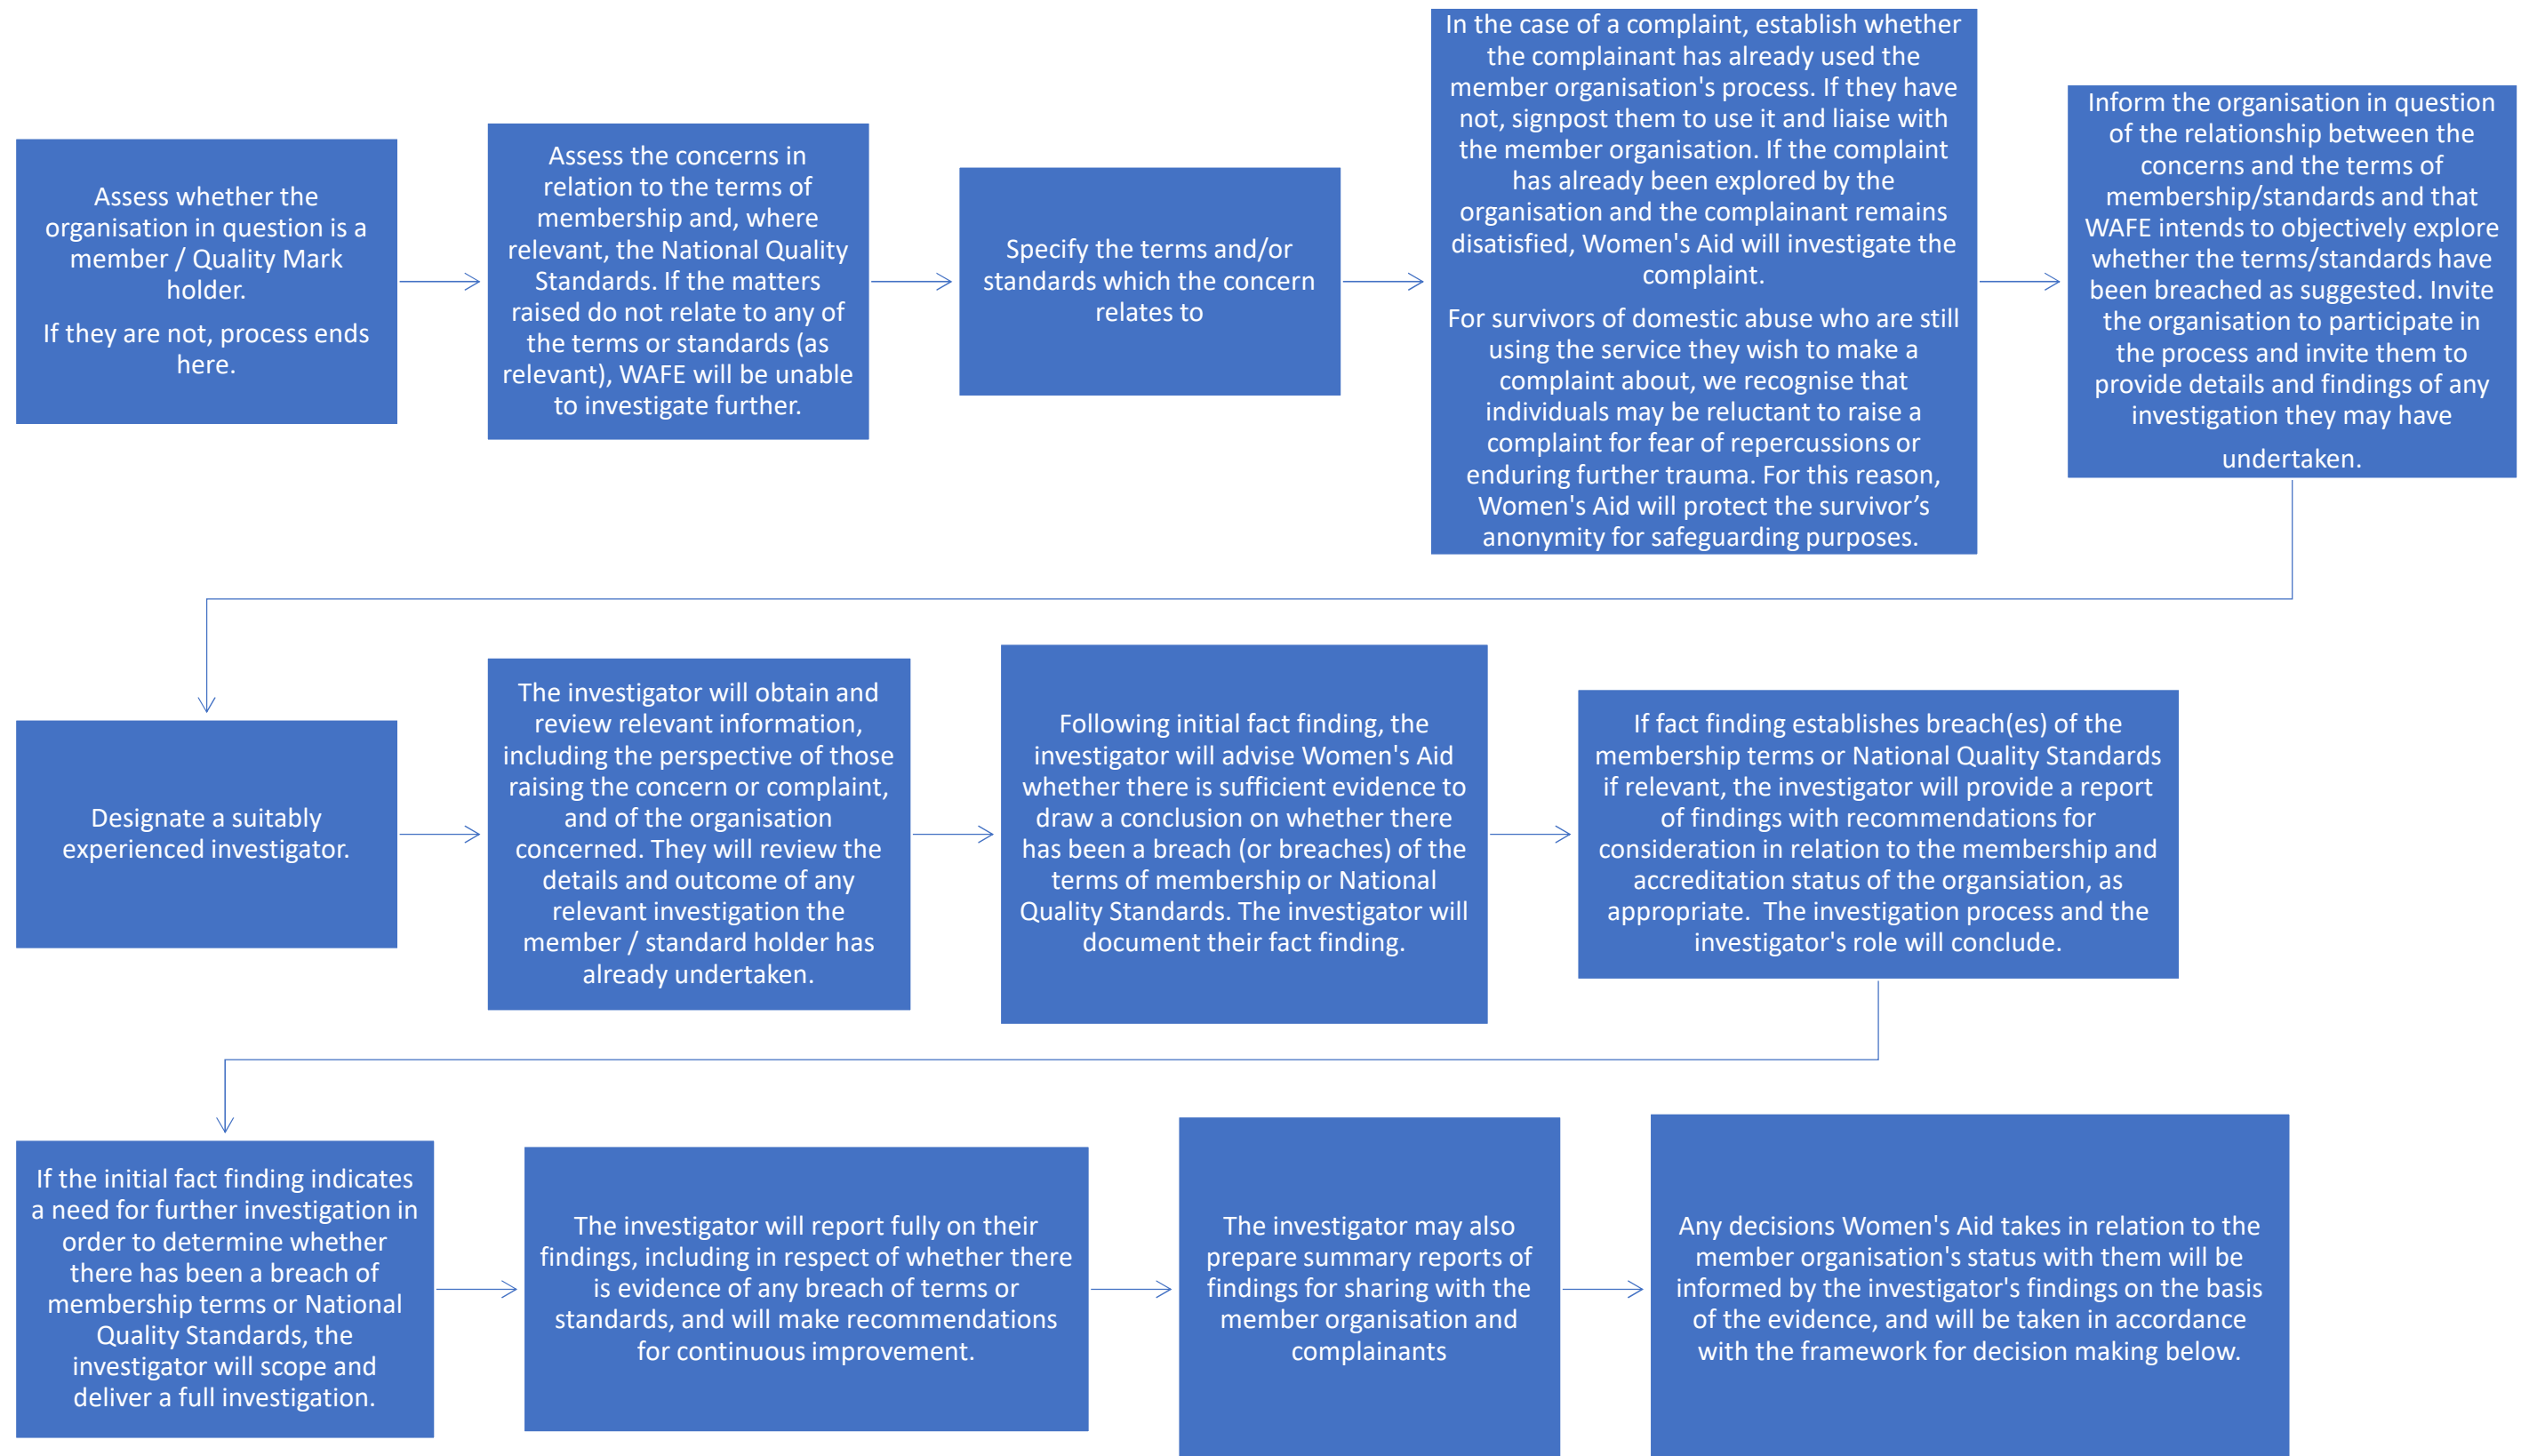 Assess whether the
organisation in question is a
member / Quality Mark
holder.
If they are not, process ends
here.
Assess the concerns in
relation to the terms of
membership and, where
relevant, the National Quality
Standards. If the matters
raised do not relate to any of
the terms or standards (as
relevant), WAFE will be unable
to investigate further.
Specify the terms and/or
standards which the concern
relates to
In the case of a complaint, establish whether
the complainant has already used the
member organisation's process. If they have
not, signpost them to use it and liaise with
the member organisation. If the complaint
has already been explored by the
organisation and the complainant remains
disatisfied, Women's Aid will investigate the
complaint.
For survivors of domestic abuse who are still
using the service they wish to make a
complaint about, we recognise that
individuals may be reluctant to raise a
complaint for fear of repercussions or
enduring further trauma. For this reason,
Women's Aid will protect the survivor’s
anonymity for safeguarding purposes.
Inform the organisation in question
of the relationship between the
concerns and the terms of
membership/standards and that
WAFE intends to objectively explore
whether the terms/standards have
been breached as suggested. Invite
the organisation to participate in
the process and invite them to
provide details and findings of any
investigation they may have
undertaken.
Designate a suitably
experienced investigator.
The investigator will obtain and
review relevant information,
including the perspective of those
raising the concern or complaint,
and of the organisation
concerned. They will review the
details and outcome of any
relevant investigation the
member / standard holder has
already undertaken.
Following initial fact finding, the
investigator will advise Women's Aid
whether there is sufficient evidence to
draw a conclusion on whether there
has been a breach (or breaches) of the
terms of membership or National
Quality Standards. The investigator will
document their fact finding.
If fact finding establishes breach(es) of the
membership terms or National Quality Standards
if relevant, the investigator will provide a report
of findings with recommendations for
consideration in relation to the membership and
accreditation status of the organsiation, as
appropriate.  The investigation process and the
investigator's role will conclude.
If the initial fact finding indicates
a need for further investigation in
order to determine whether
there has been a breach of
membership terms or National
Quality Standards, the
investigator will scope and
deliver a full investigation.
The investigator will report fully on their
findings, including in respect of whether there
is evidence of any breach of terms or
standards, and will make recommendations
for continuous improvement.
The investigator may also
prepare summary reports of
findings for sharing with the
member organisation and
complainants
Any decisions Women's Aid takes in relation to the
member organisation's status with them will be
informed by the investigator's findings on the basis
of the evidence, and will be taken in accordance
with the framework for decision making below.